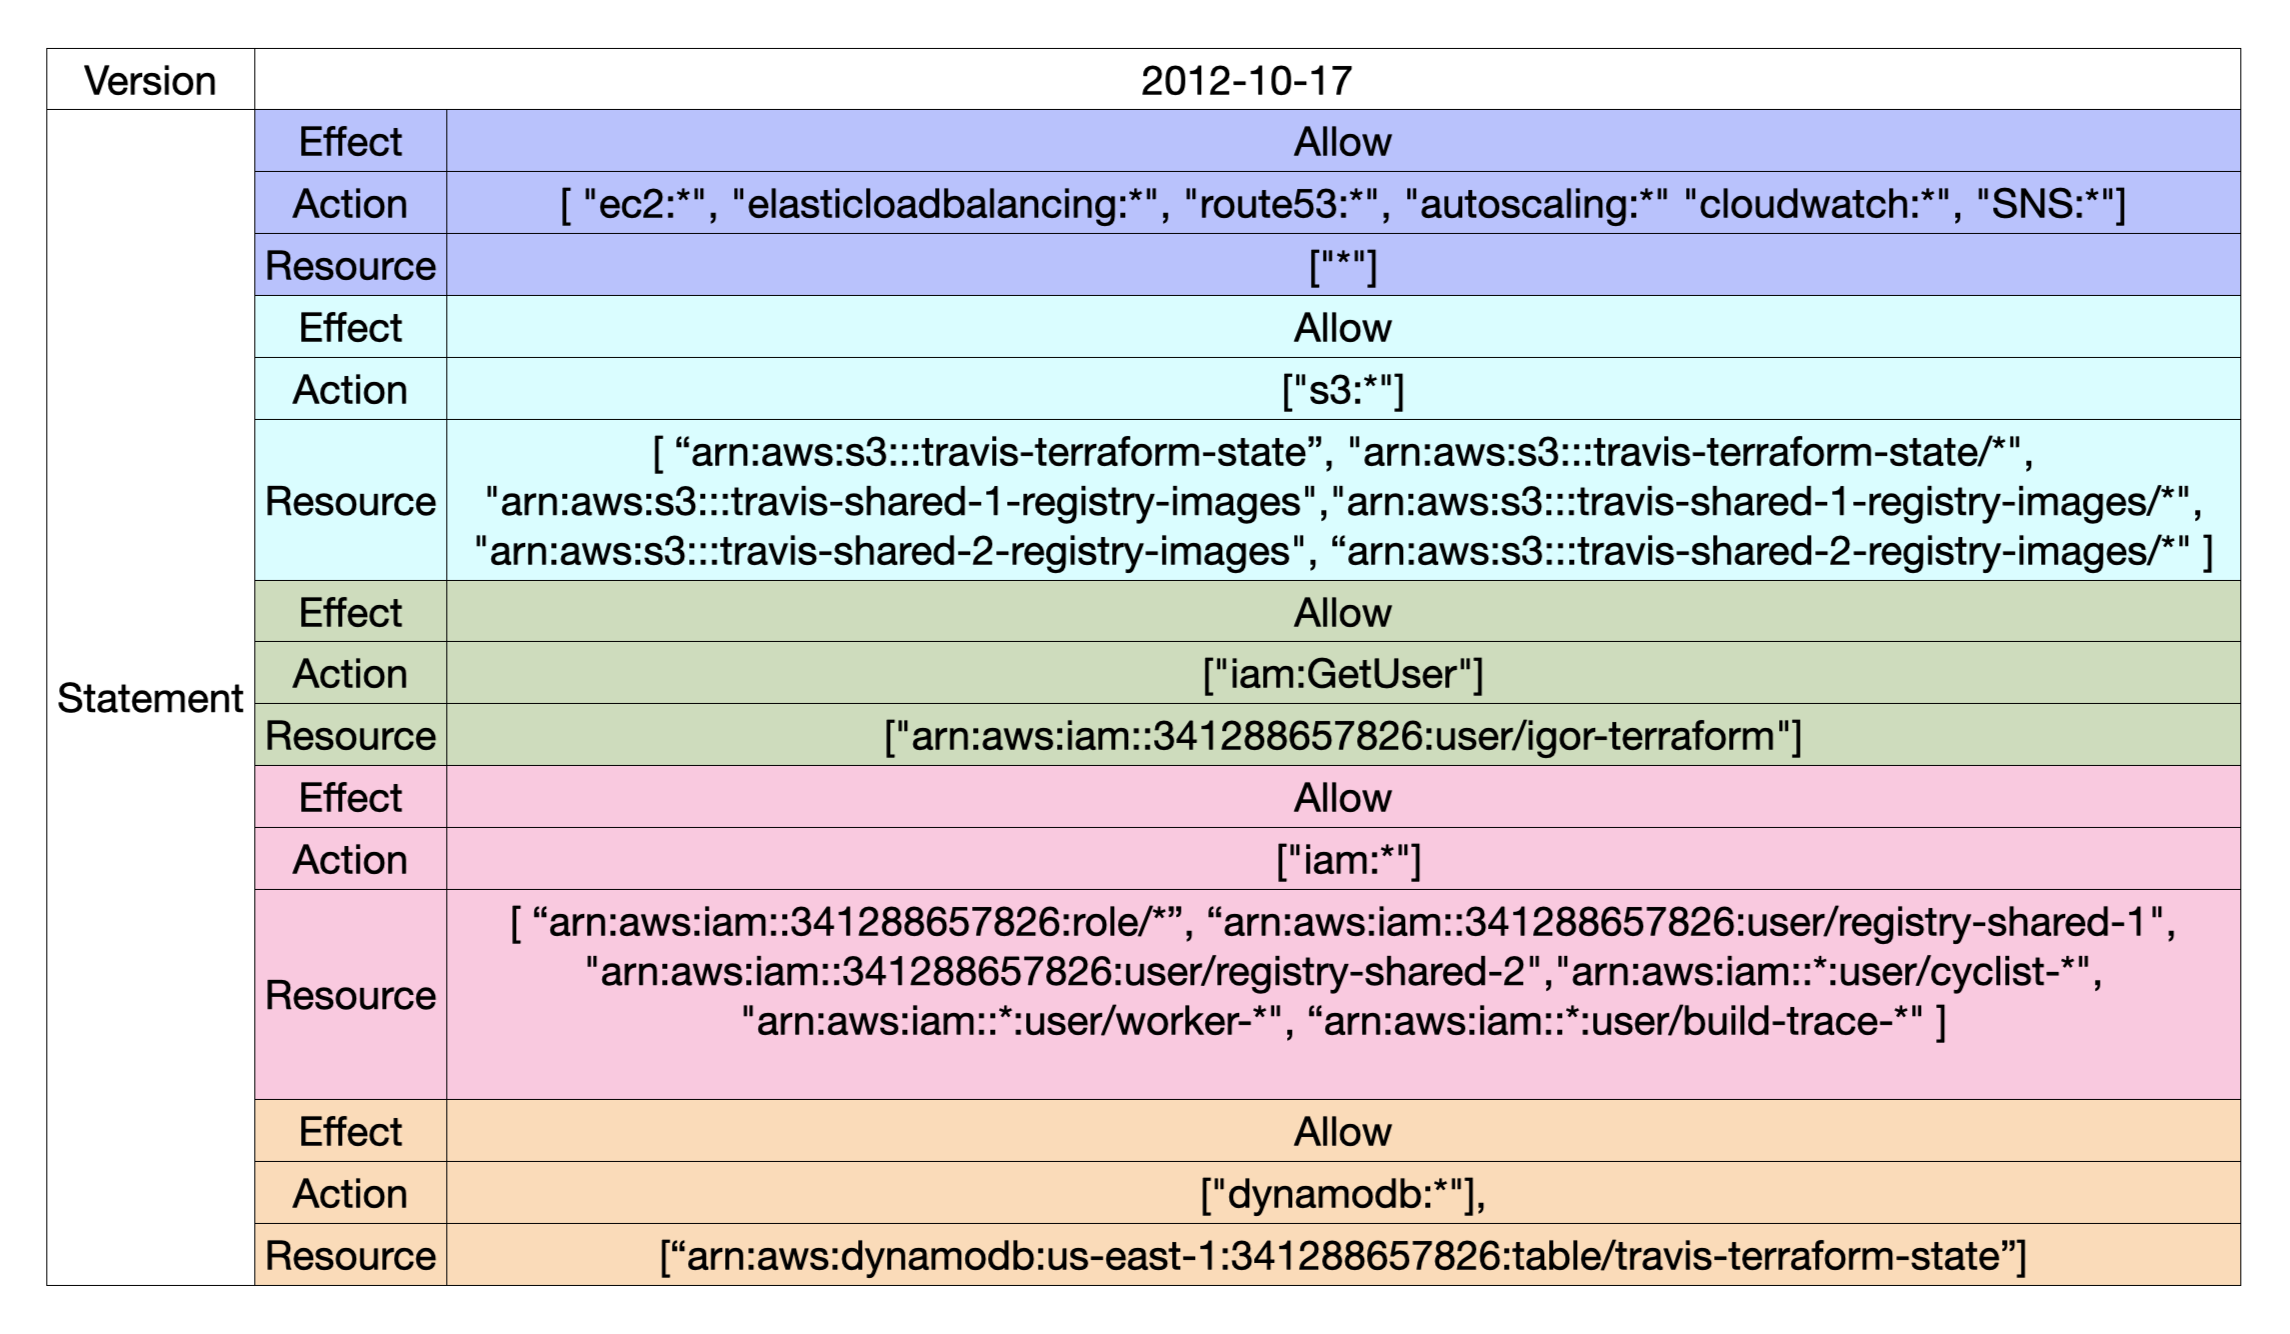 Version 2012-10-17
Statement
Effect Allow
Action [ "ec2:*", "elasticloadbalancing:*", "route53:*", "autoscaling:*" "cloudwatch:*", "SNS:*"]
Resource ["*"]
Effect Allow
Action ["s3:*"]
Resource
[ “arn:aws:s3:::travis-terraform-state”, "arn:aws:s3:::travis-terraform-state/*",
"arn:aws:s3:::travis-shared-1-registry-images","arn:aws:s3:::travis-shared-1-registry-images/*",
"arn:aws:s3:::travis-shared-2-registry-images", “arn:aws:s3:::travis-shared-2-registry-images/*" ]
Effect Allow
Action ["iam:GetUser"]
Resource ["arn:aws:iam::341288657826:user/igor-terraform"]
Effect Allow
Action ["iam:*"]
Resource
[ “arn:aws:iam::341288657826:role/*”, “arn:aws:iam::341288657826:user/registry-shared-1",
"arn:aws:iam::341288657826:user/registry-shared-2","arn:aws:iam::*:user/cyclist-*",
"arn:aws:iam::*:user/worker-*", “arn:aws:iam::*:user/build-trace-*" ]
Effect Allow
Action ["dynamodb:*"],
Resource [“arn:aws:dynamodb:us-east-1:341288657826:table/travis-terraform-state”]